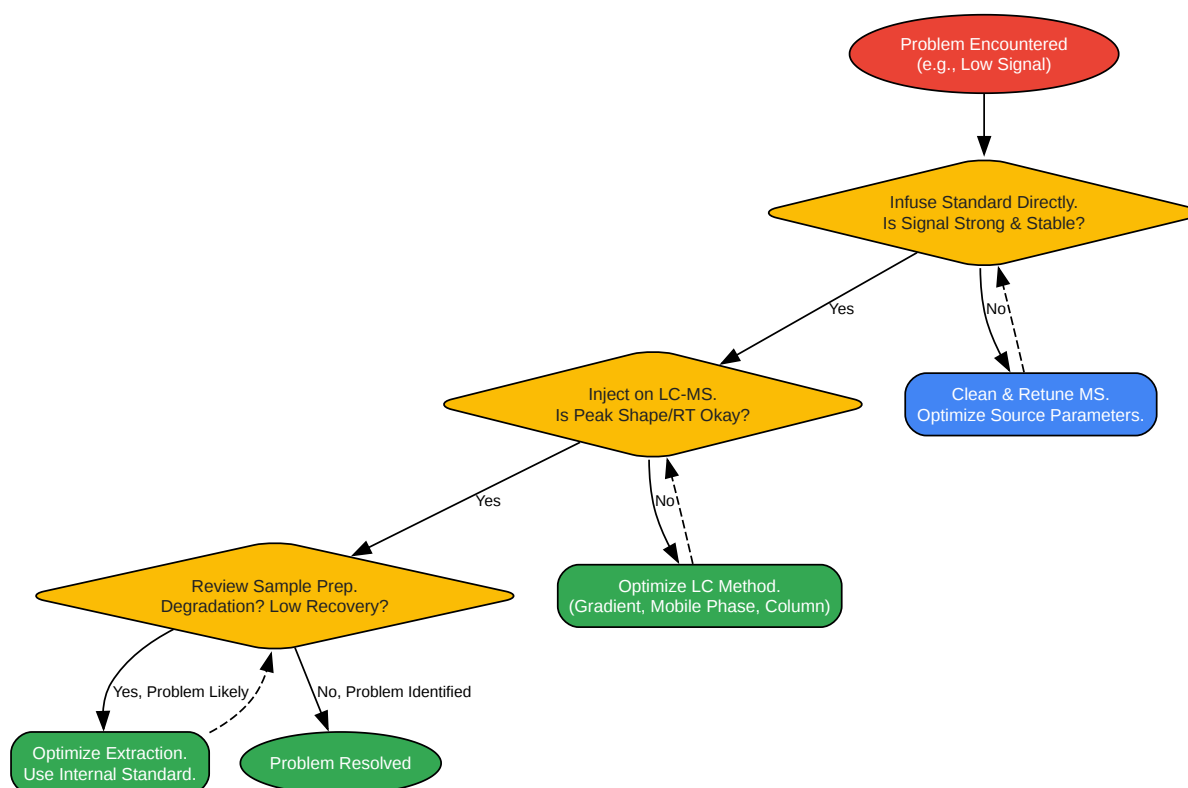 Problem Encountered
(e.g., Low Signal)
Infuse Standard Directly.
Is Signal Strong & Stable?
Yes
No
Inject on LC-MS.
Is Peak Shape/RT Okay?
Clean & Retune MS.
Optimize Source Parameters.
Yes
No
Review Sample Prep.
Degradation? Low Recovery?
Optimize LC Method.
(Gradient, Mobile Phase, Column)
Yes, Problem Likely
No, Problem Identified
Optimize Extraction.
Use Internal Standard.
Problem Resolved